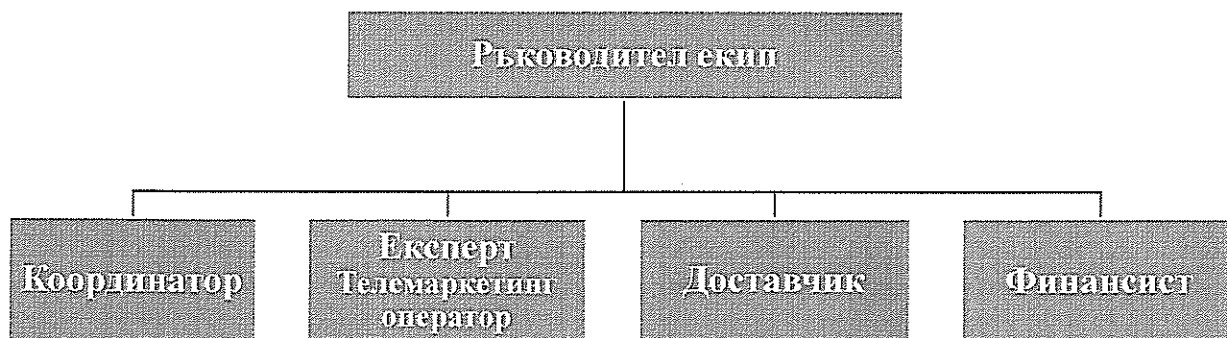 Ръководител екип
Координатор
Експерт
Телемаркетинг
оператор
Доставчик
Финансист